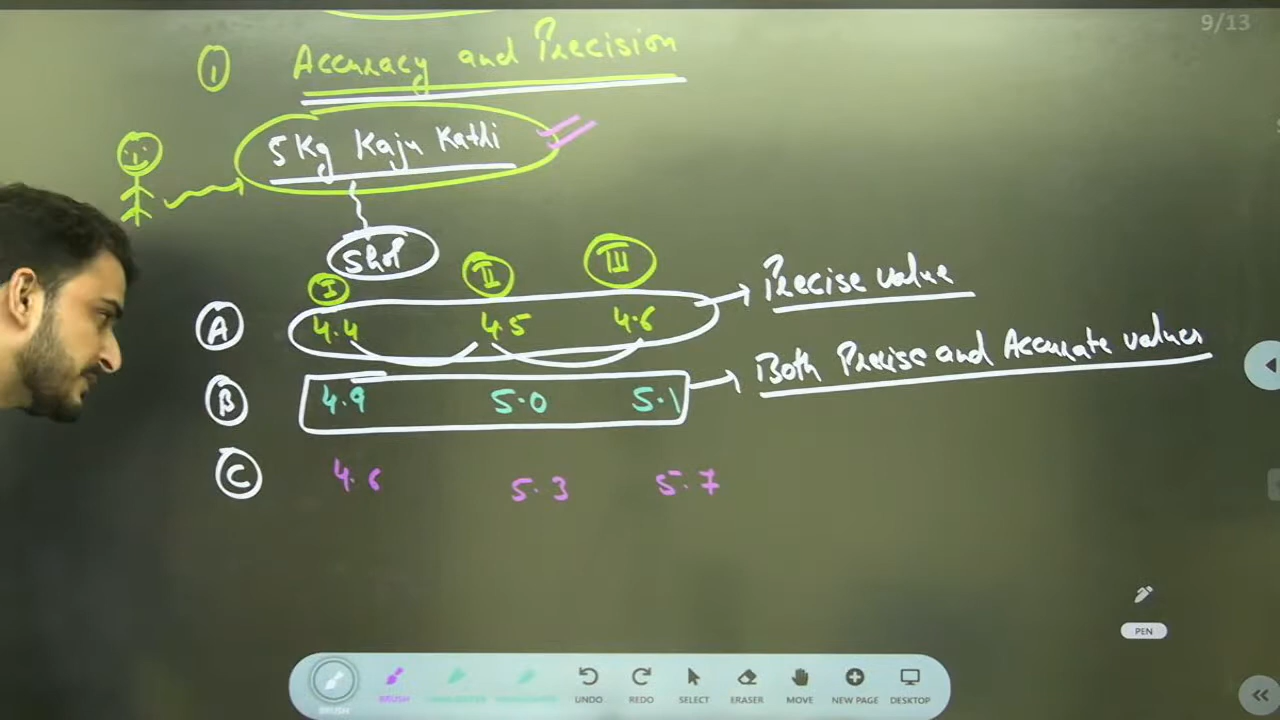 9/13
① Accuracy and Precision
5 Kg Kaju Katli
Shop
I II III
A 4.4 4.5 4.6 → Precise value
B 4.9 5.0 5.1 → Both Precise and Accurate values
C 4.6 5.3 5.7
PEN
BRUSH BRUSH UNDO REDO SELECT ERASER MOVE NEW PAGE DESKTOP